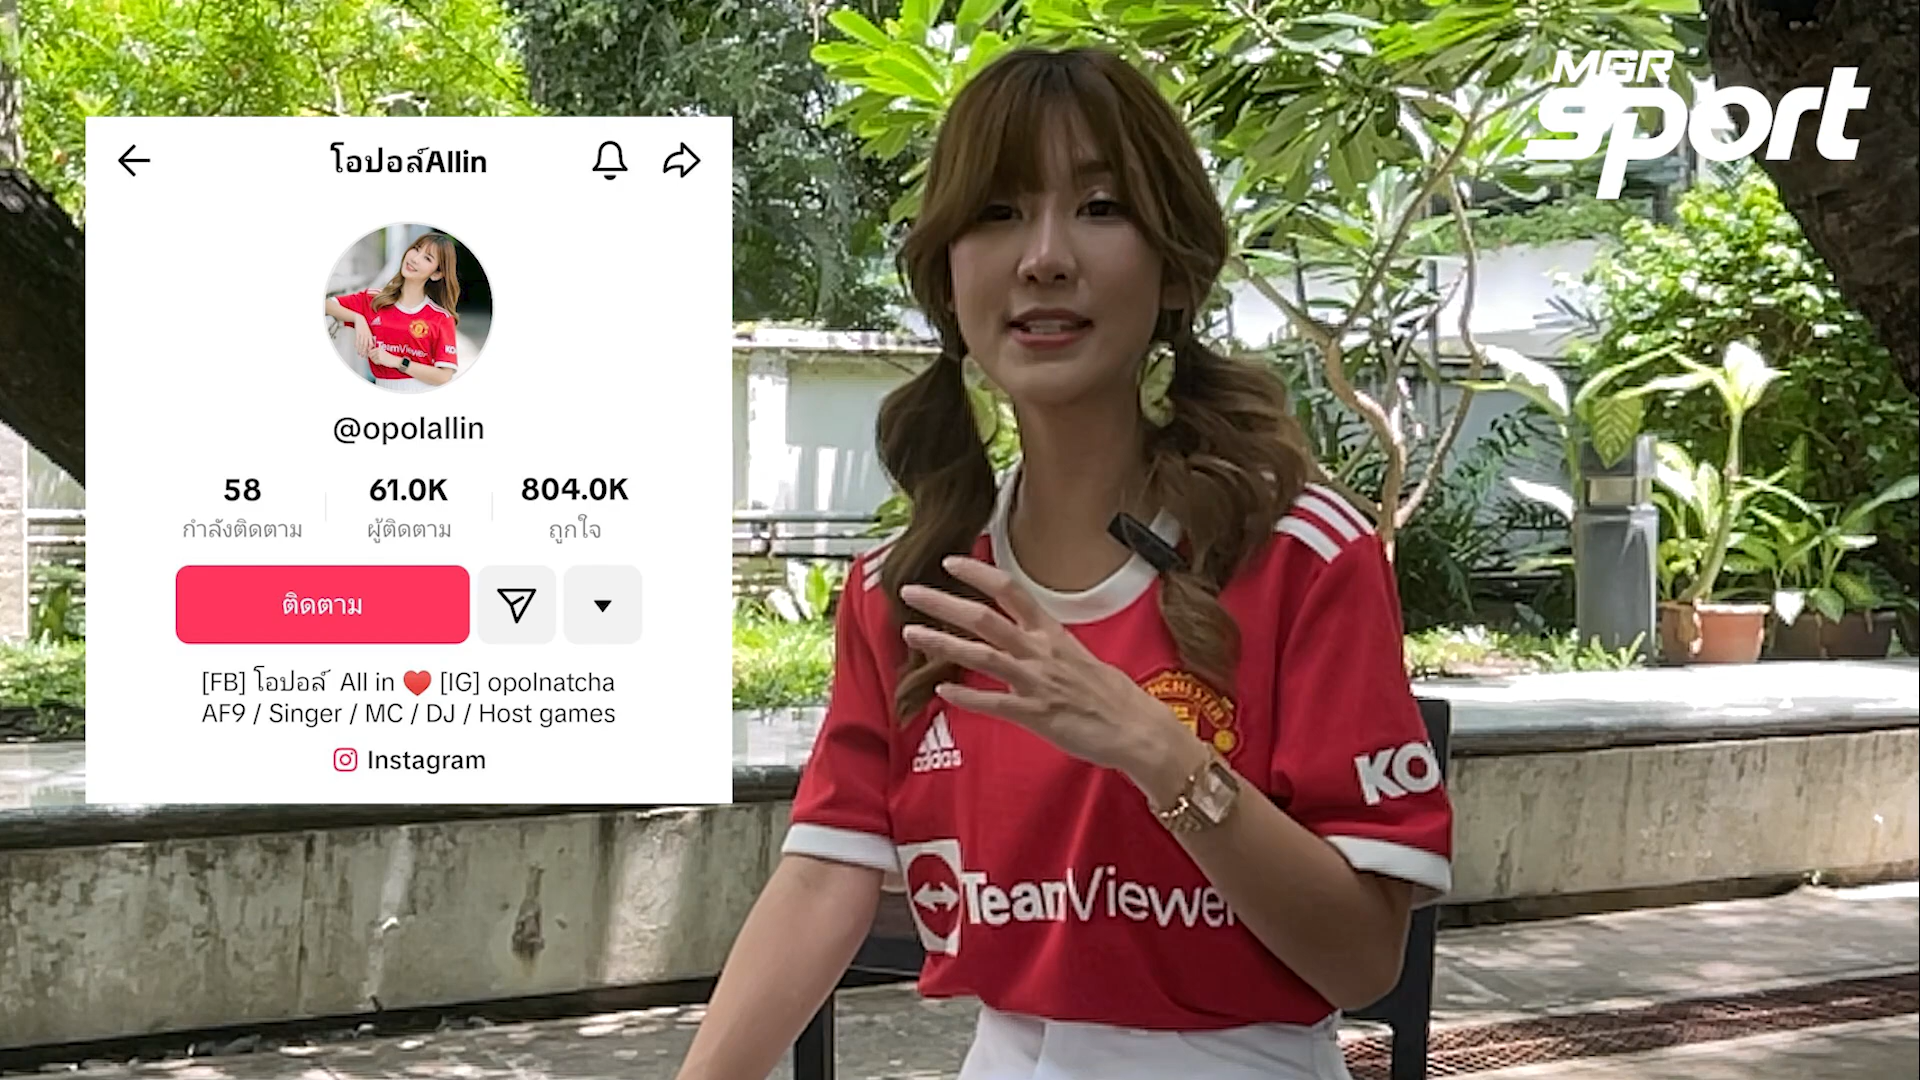 โอปอล์Allin
@opolallin
58 61.0K 804.0K
กำลังติดตาม ผู้ติดตาม ถูกใจ
ติดตาม
[FB] โอปอล์ All in ❤️ [IG] opolnatcha
AF9 / Singer / MC / DJ / Host games
Instagram
MGR
sport
MANCHESTER
adidas
KO
TeamViewer
TeamViewer
KO